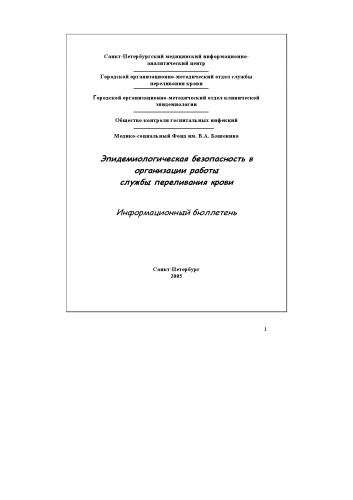 Санкт-Петербургский медицинский информационно-
аналитический центр
Городской организационно-методический отдел службы
переливания крови
Городской организационно-методический отдел клинической
эпидемиологии
Общество контроля госпитальных инфекций
Медико-социальный Фонд им. В.А. Башенина
Эпидемиологическая безопасность в
организации работы
службы переливания крови
Информационный бюллетень
Санкт-Петербург
2005
1